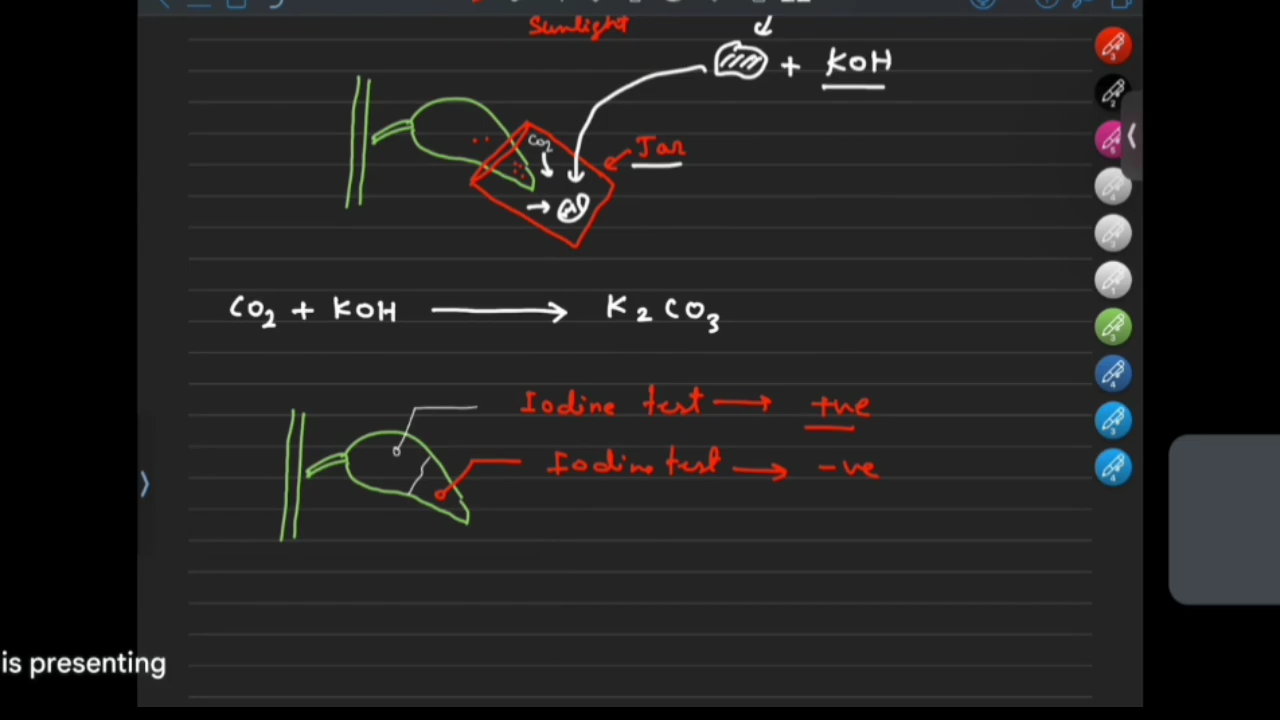 Sunlight
+ KOH
CO2
Jar
CO2 + KOH → K2CO3
Iodine test → +ve
Iodine test → -ve
is presenting